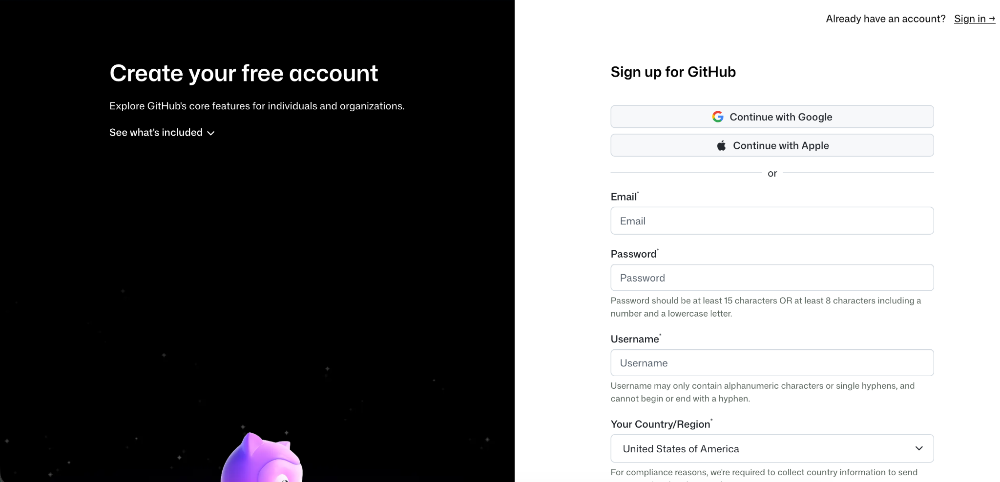 Already have an account? Sign in →
Create your free account
Explore GitHub's core features for individuals and organizations.
See what's included
Sign up for GitHub
Continue with Google
Continue with Apple
or
Email*
Email
Password*
Password
Password should be at least 15 characters OR at least 8 characters including a
number and a lowercase letter.
Username*
Username
Username may only contain alphanumeric characters or single hyphens, and
cannot begin or end with a hyphen.
Your Country/Region*
United States of America
For compliance reasons, we're required to collect country information to send